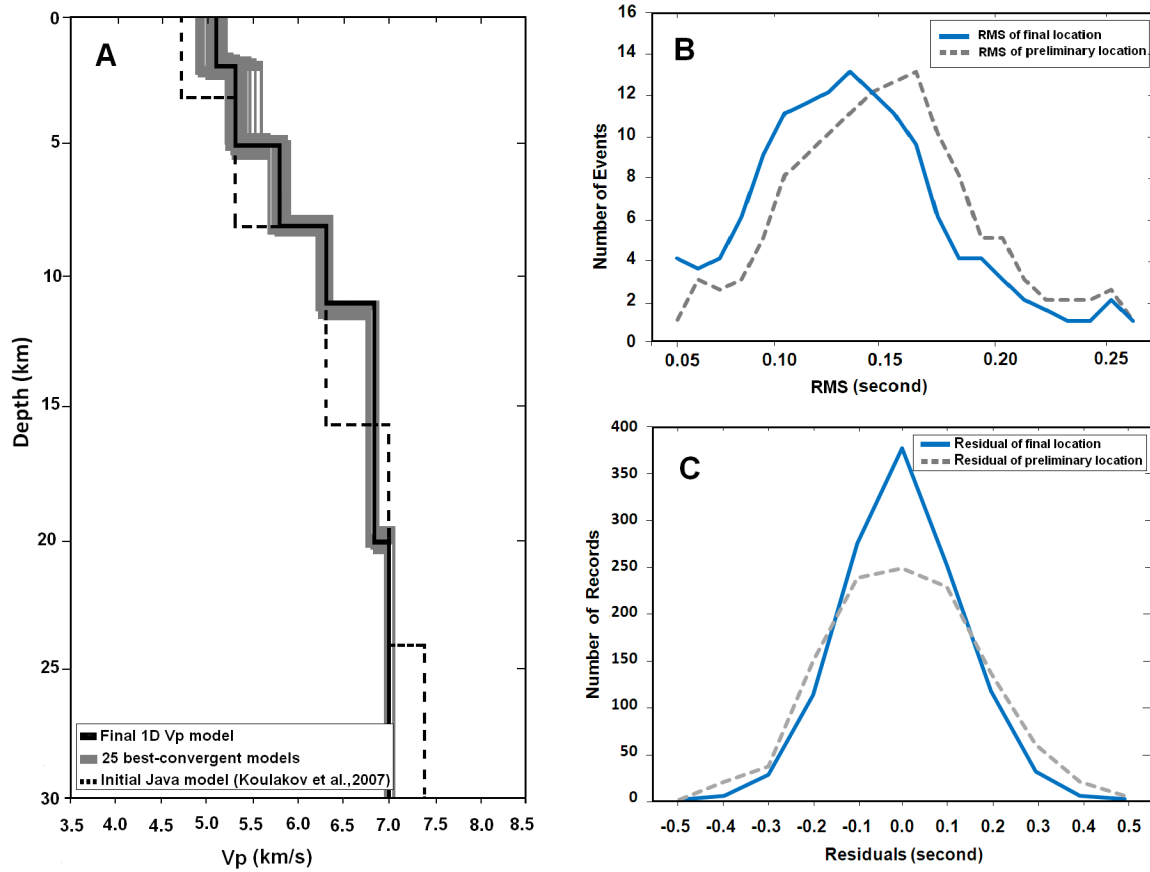 A
0
5
10
15
20
25
30
Depth (km)
Final 1D Vp model
25 best-convergent models
Initial Java model (Koulakov et al.,2007)
3.5 4.0 4.5 5.0 5.5 6.0 6.5 7.0 7.5 8.0 8.5
Vp (km/s)
B
RMS of final location
RMS of preliminary location
16
14
12
10
8
6
4
2
0
Number of Events
0.05 0.10 0.15 0.20 0.25
RMS (second)
C
Residual of final location
Residual of preliminary location
400
350
300
250
200
150
100
50
0
Number of Records
-0.5 -0.4 -0.3 -0.2 -0.1 0.0 0.1 0.2 0.3 0.4 0.5
Residuals (second)